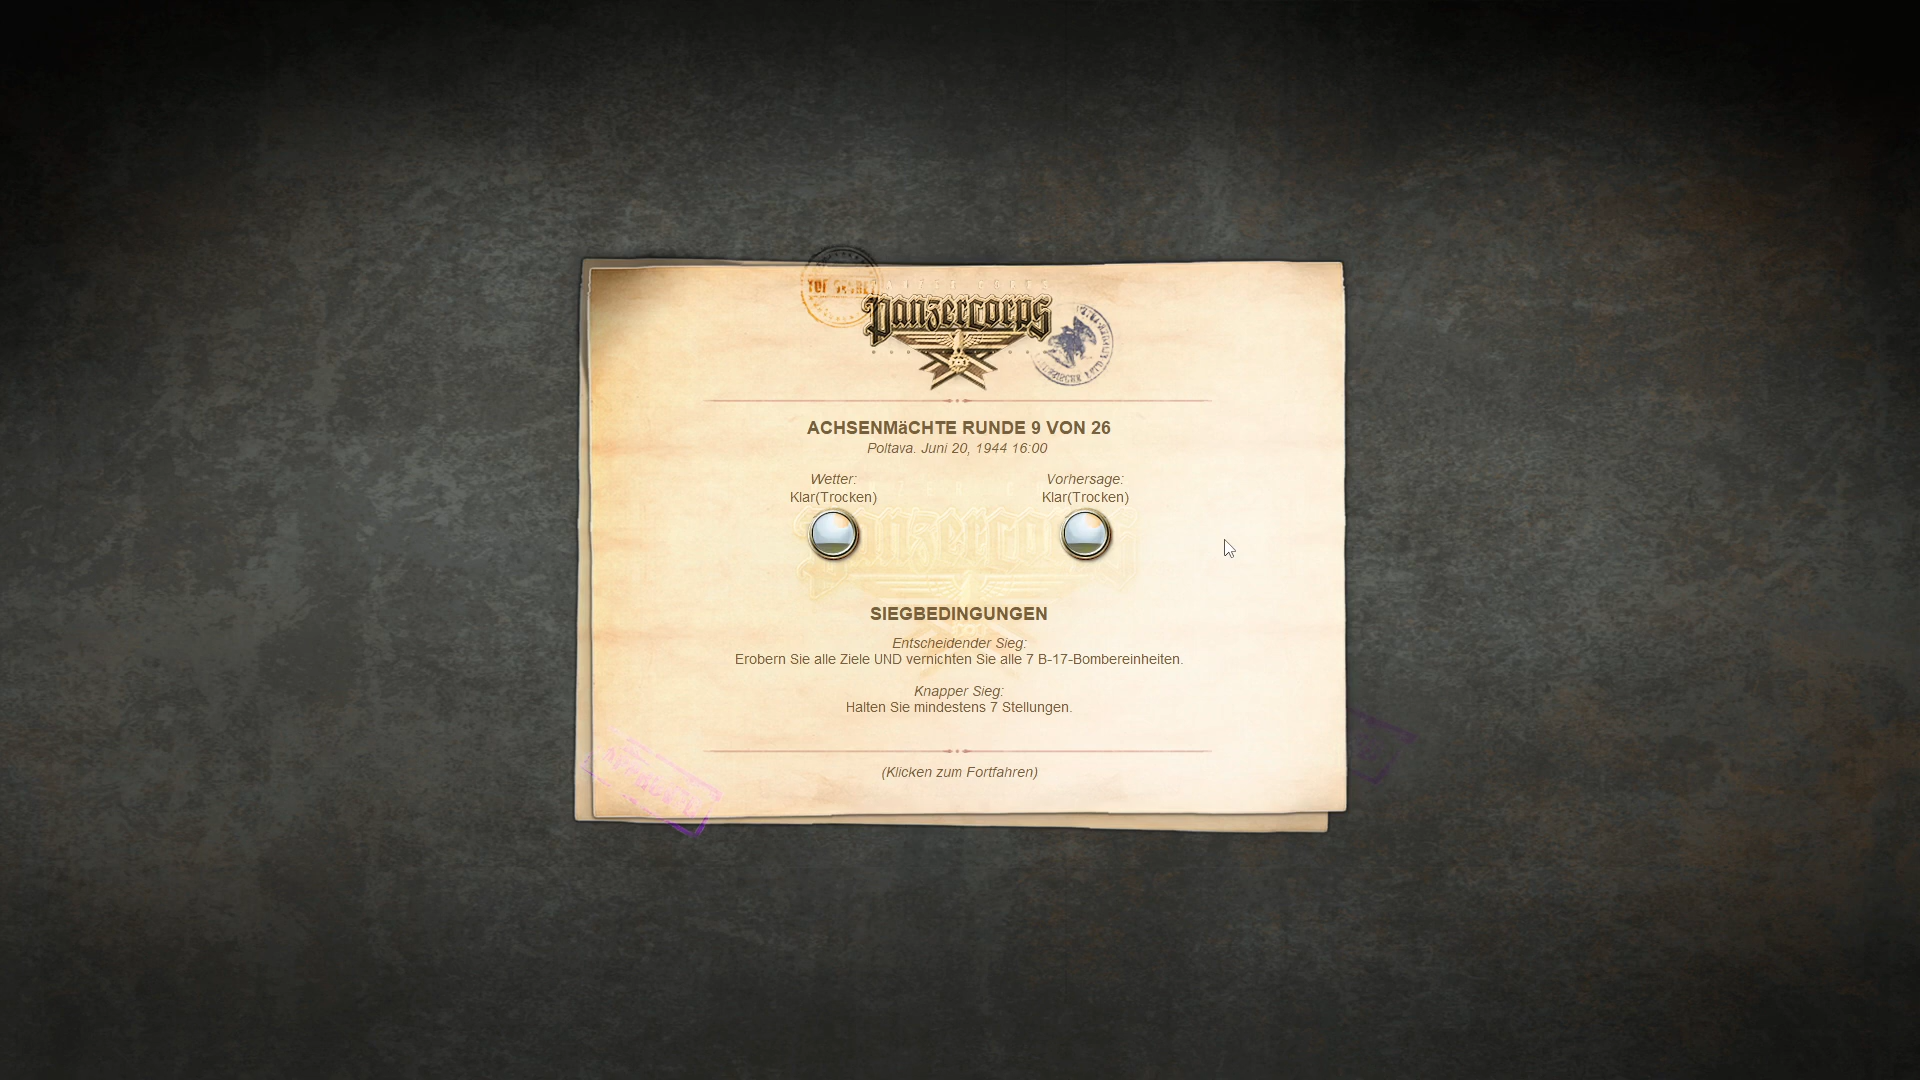 TOP SECRET
Panzercorps
ACHSENMäCHTE RUNDE 9 VON 26
Poltava. Juni 20, 1944 16:00
Wetter:
Klar(Trocken)
Vorhersage:
Klar(Trocken)
SIEGBEDINGUNGEN
Entscheidender Sieg:
Erobern Sie alle Ziele UND vernichten Sie alle 7 B-17-Bombereinheiten.
Knapper Sieg:
Halten Sie mindestens 7 Stellungen.
(Klicken zum Fortfahren)